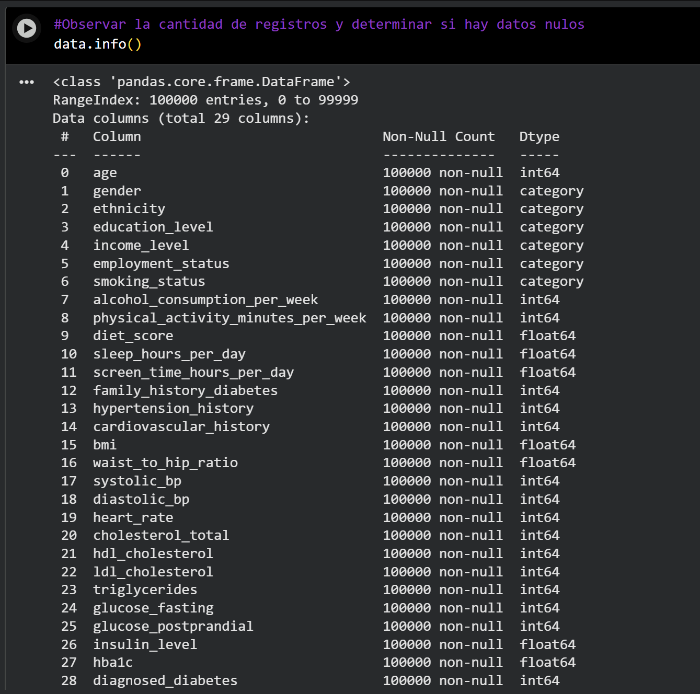 #Observar la cantidad de registros y determinar si hay datos nulos
data.info()
<class 'pandas.core.frame.DataFrame'>
RangeIndex: 100000 entries, 0 to 99999
Data columns (total 29 columns):
 #   Column                              Non-Null Count   Dtype
---  ------                              --------------   -----
 0   age                                 100000 non-null  int64
 1   gender                              100000 non-null  category
 2   ethnicity                           100000 non-null  category
 3   education_level                     100000 non-null  category
 4   income_level                        100000 non-null  category
 5   employment_status                   100000 non-null  category
 6   smoking_status                      100000 non-null  category
 7   alcohol_consumption_per_week        100000 non-null  int64
 8   physical_activity_minutes_per_week  100000 non-null  int64
 9   diet_score                          100000 non-null  float64
 10  sleep_hours_per_day                 100000 non-null  float64
 11  screen_time_hours_per_day           100000 non-null  float64
 12  family_history_diabetes             100000 non-null  int64
 13  hypertension_history                100000 non-null  int64
 14  cardiovascular_history              100000 non-null  int64
 15  bmi                                 100000 non-null  float64
 16  waist_to_hip_ratio                  100000 non-null  float64
 17  systolic_bp                         100000 non-null  int64
 18  diastolic_bp                        100000 non-null  int64
 19  heart_rate                          100000 non-null  int64
 20  cholesterol_total                   100000 non-null  int64
 21  hdl_cholesterol                     100000 non-null  int64
 22  ldl_cholesterol                     100000 non-null  int64
 23  triglycerides                       100000 non-null  int64
 24  glucose_fasting                     100000 non-null  int64
 25  glucose_postprandial                100000 non-null  int64
 26  insulin_level                       100000 non-null  float64
 27  hba1c                               100000 non-null  float64
 28  diagnosed_diabetes                  100000 non-null  int64